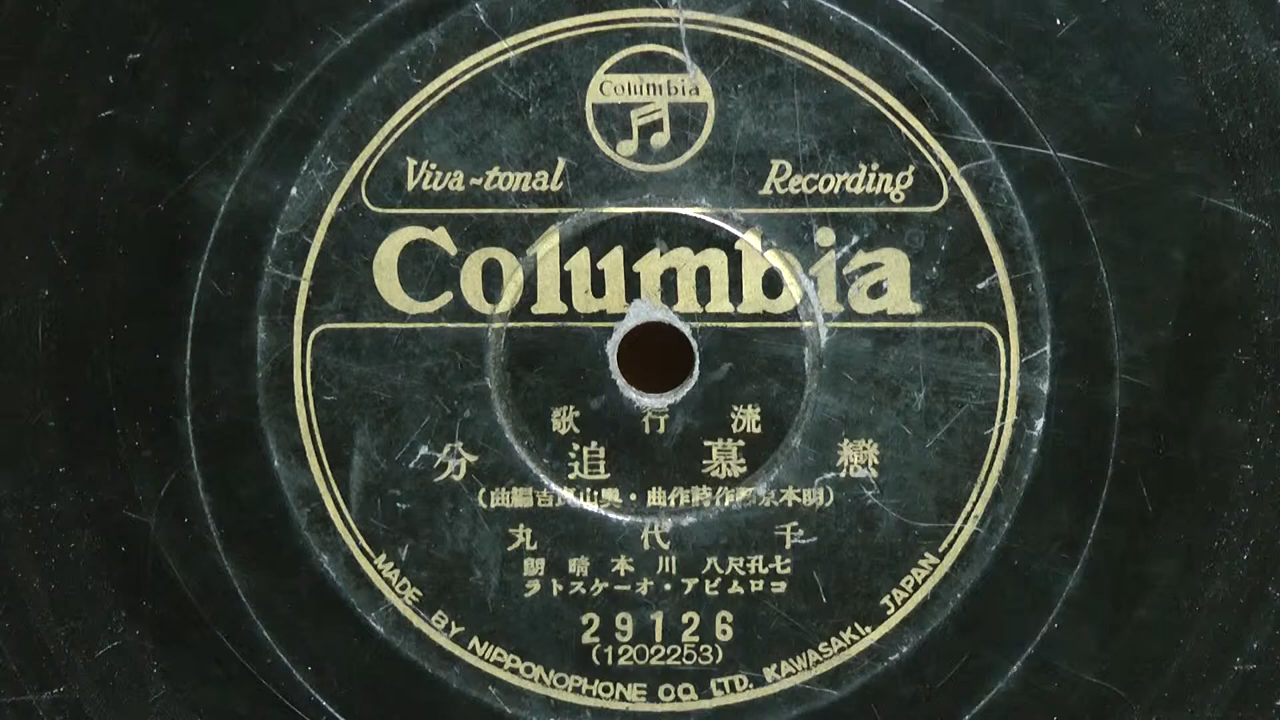 Columbia
Viva-tonal Recording
Columbia
流行歌
戀慕追分
(明本京靜作詩作曲・奥山貞吉編曲)
千代丸
七孔尺八 川本晴朗
コロムビア・オーケストラ
29126
(1202253)
MADE BY NIPPONOPHONE CO. LTD. KAWASAKI, JAPAN